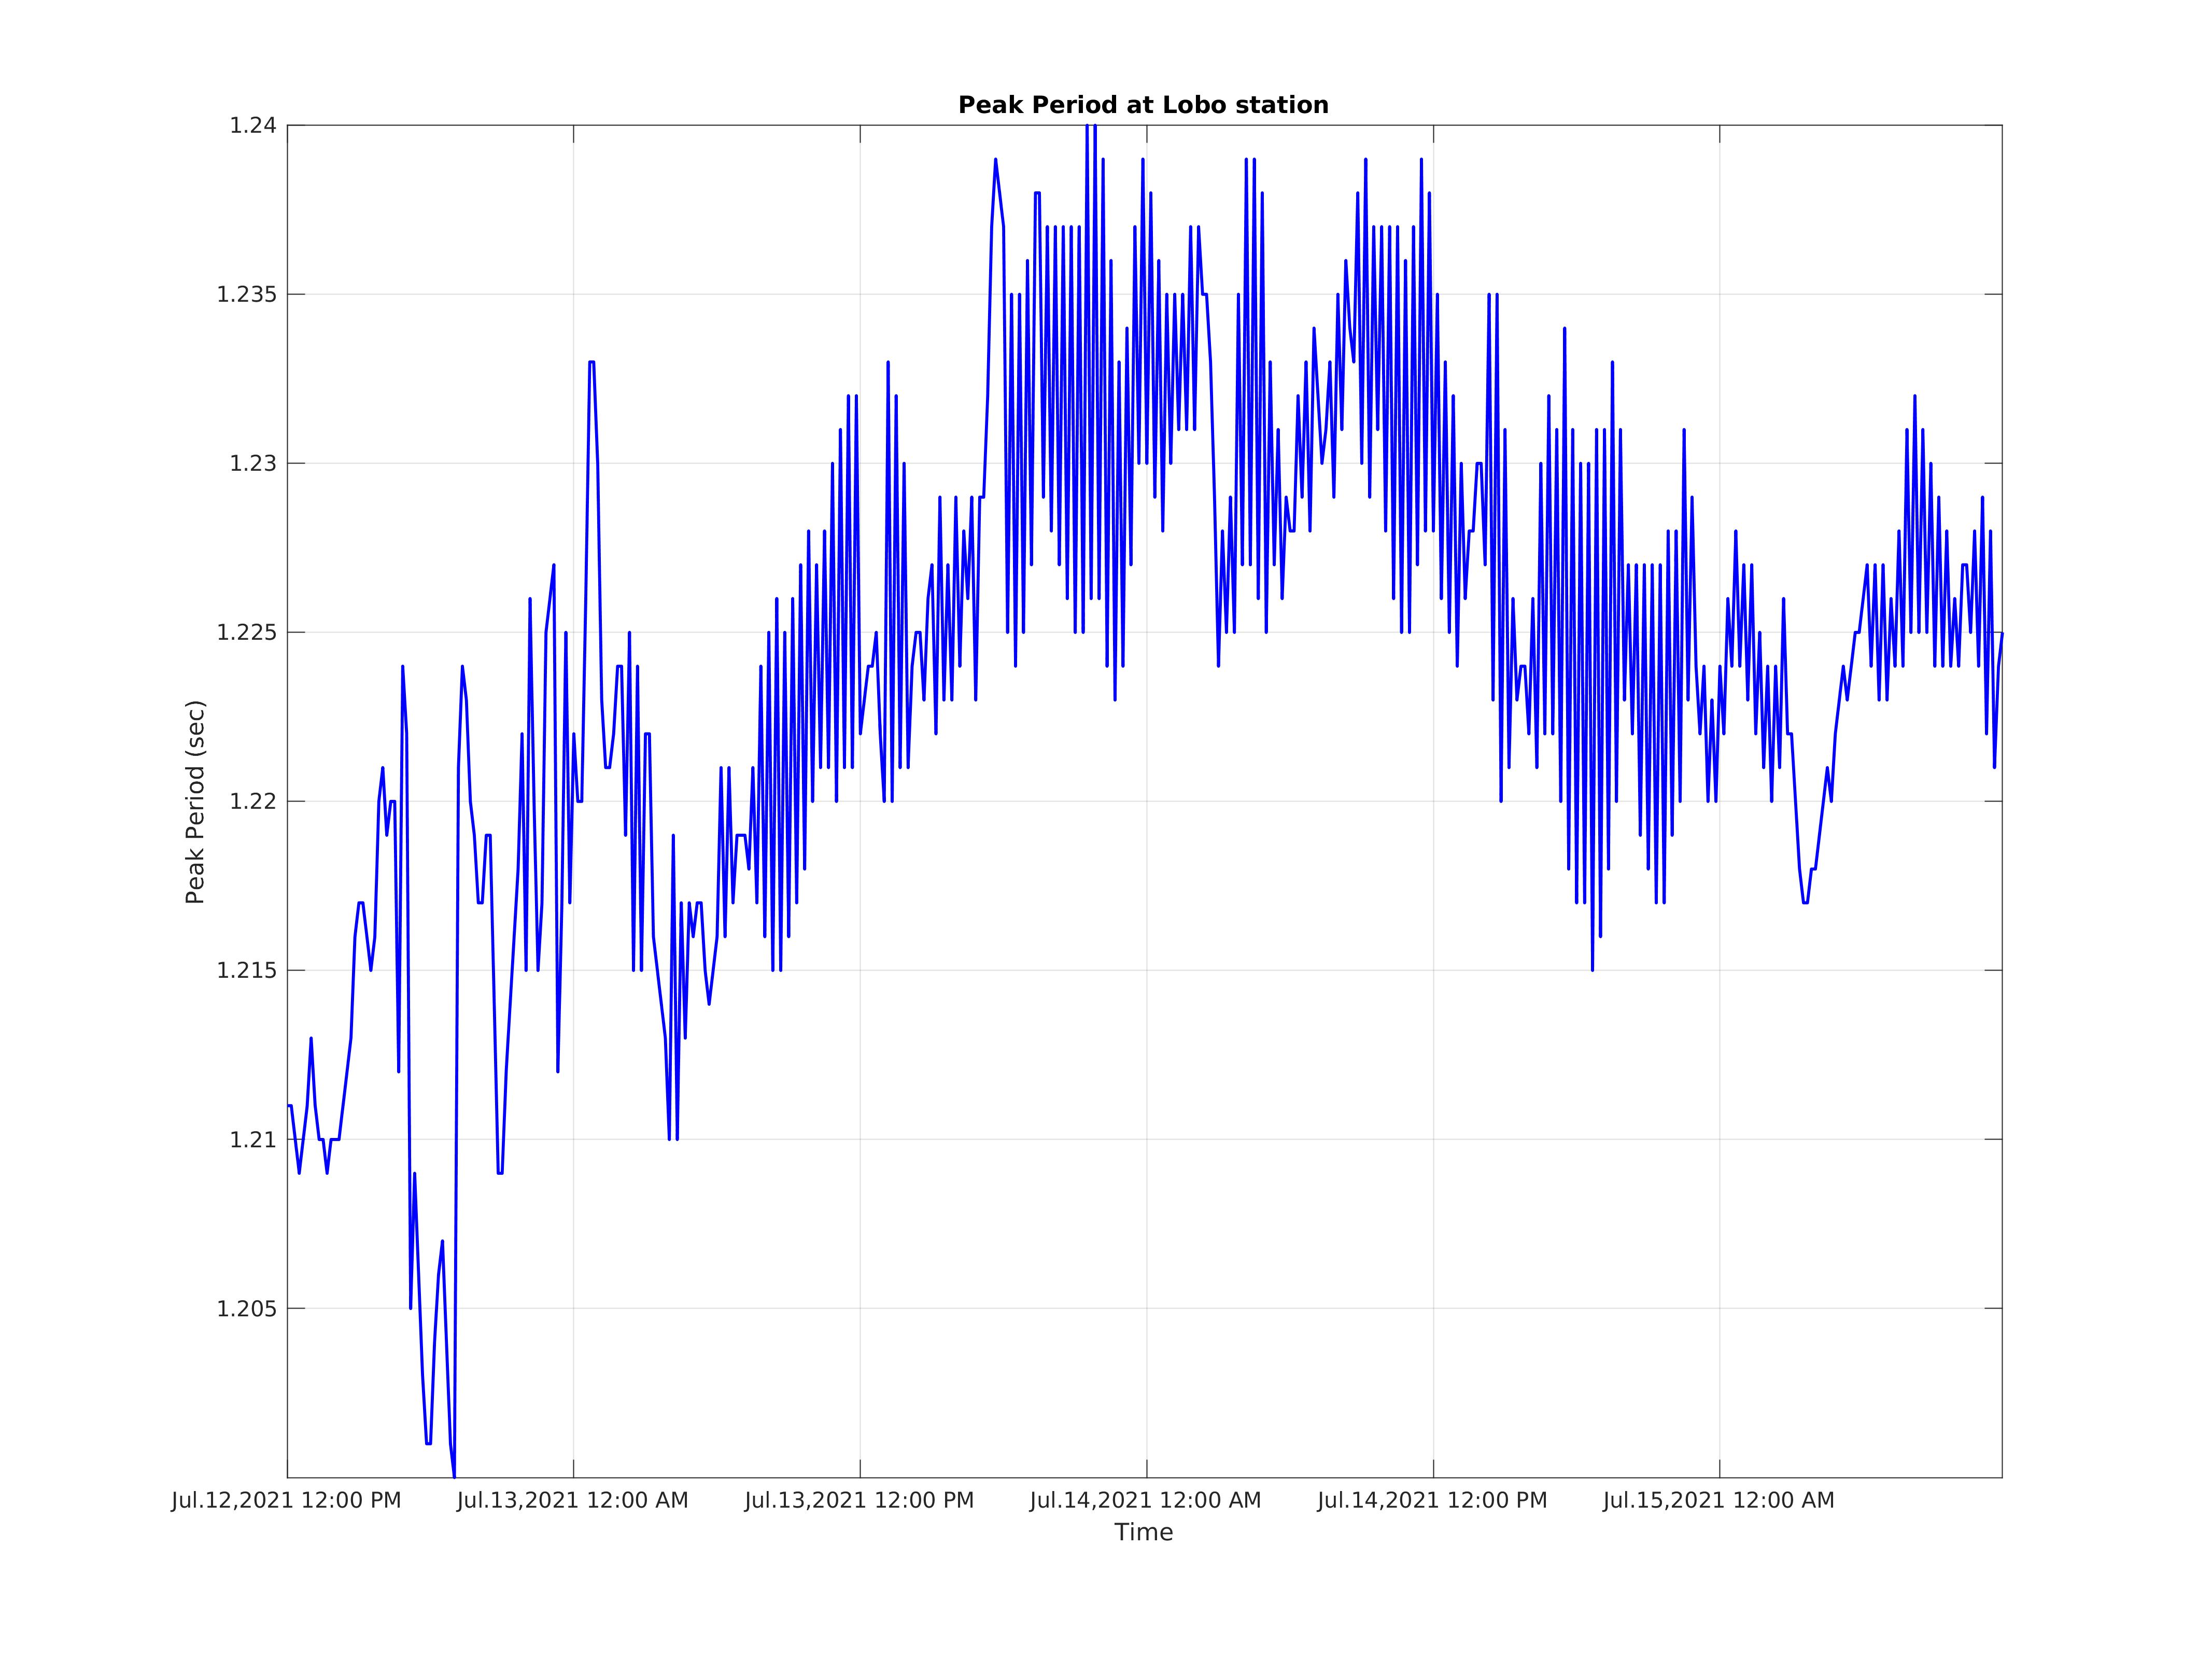 Peak Period at Lobo station
1.24
1.235
1.23
1.225
1.22
1.215
1.21
1.205
Peak Period (sec)
Jul.12,2021 12:00 PM Jul.13,2021 12:00 AM Jul.13,2021 12:00 PM Jul.14,2021 12:00 AM Jul.14,2021 12:00 PM Jul.15,2021 12:00 AM
Time